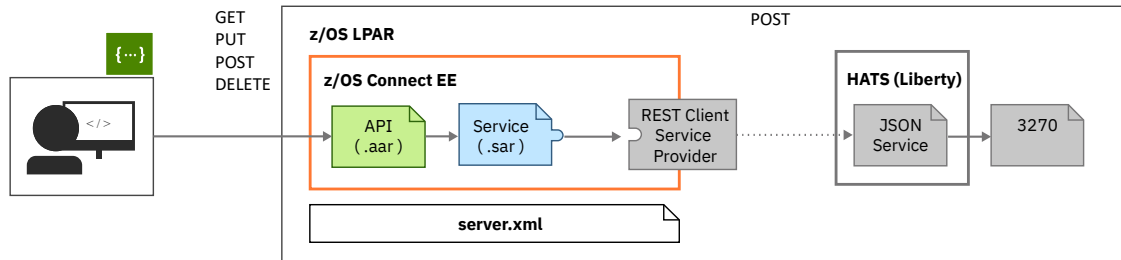 GET
PUT
POST
DELETE
POST
z/OS LPAR
z/OS Connect EE
HATS (Liberty)
{ ··· }
</>
API
( .aar )
Service
( .sar )
REST Client
Service
Provider
JSON
Service
3270
server.xml